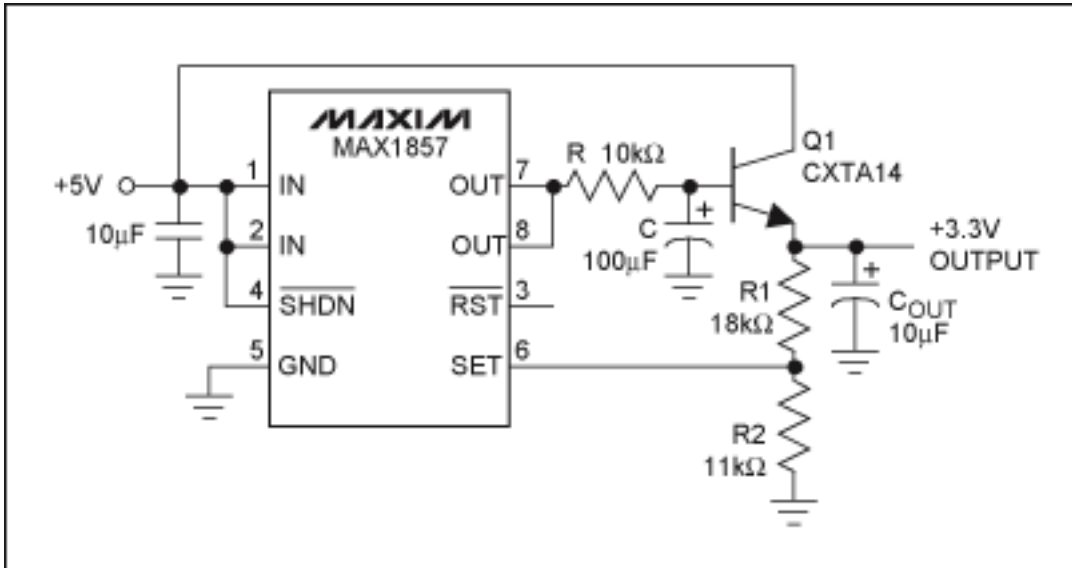 MAXIM
MAX1857
+5V
10µF
1
IN
2
IN
4
SHDN
5
GND
OUT
7
OUT
8
RST
3
SET
6
R 10kΩ
C
100µF
+
Q1
CXTA14
+3.3V
OUTPUT
R1
18kΩ
+
COUT
10µF
R2
11kΩ